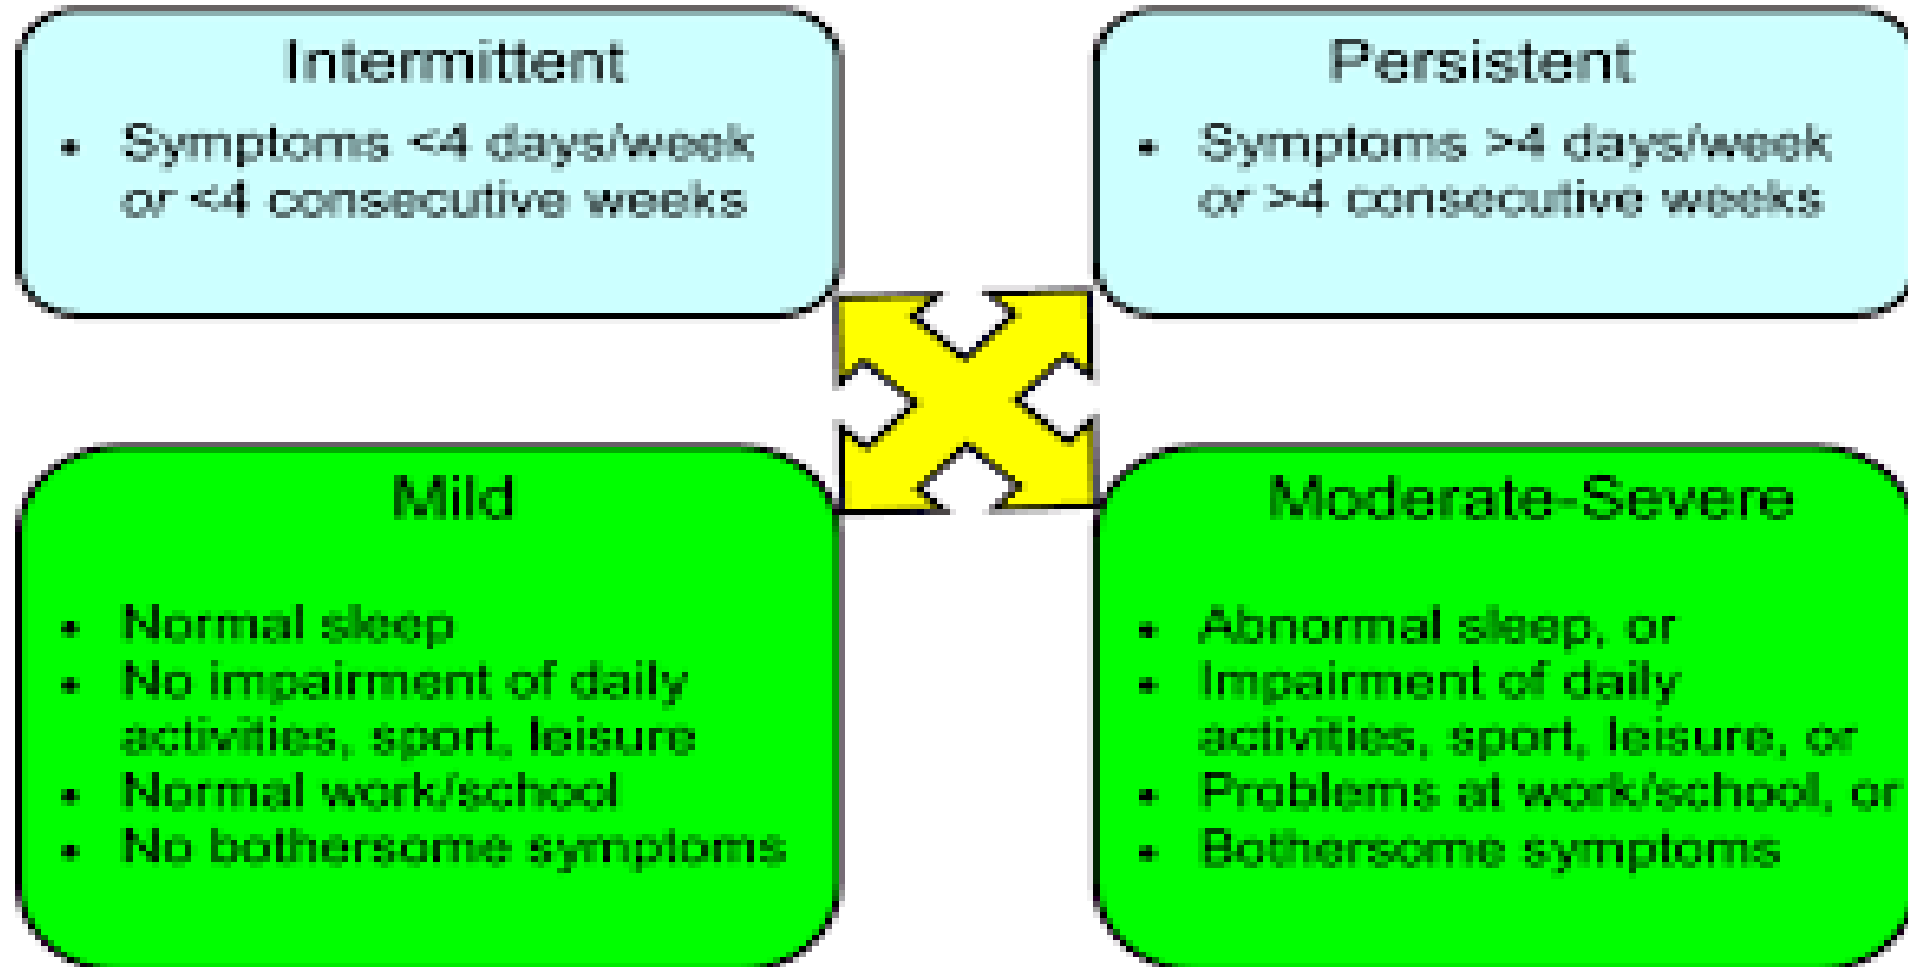 Intermittent
• Symptoms <4 days/week
or <4 consecutive weeks
Persistent
• Symptoms >4 days/week
or >4 consecutive weeks
Mild
• Normal sleep
• No impairment of daily
activities, sport, leisure
• Normal work/school
• No bothersome symptoms
Moderate-Severe
• Abnormal sleep, or
• Impairment of daily
activities, sport, leisure, or
• Problems at work/school, or
• Bothersome symptoms